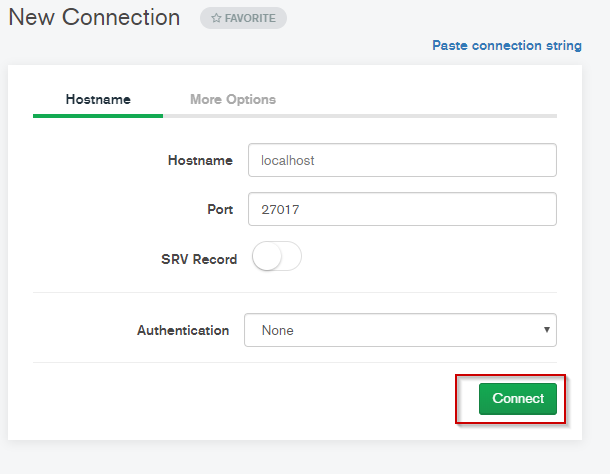 New Connection
FAVORITE
Paste connection string
Hostname More Options
Hostname localhost
Port 27017
SRV Record
Authentication None
Connect